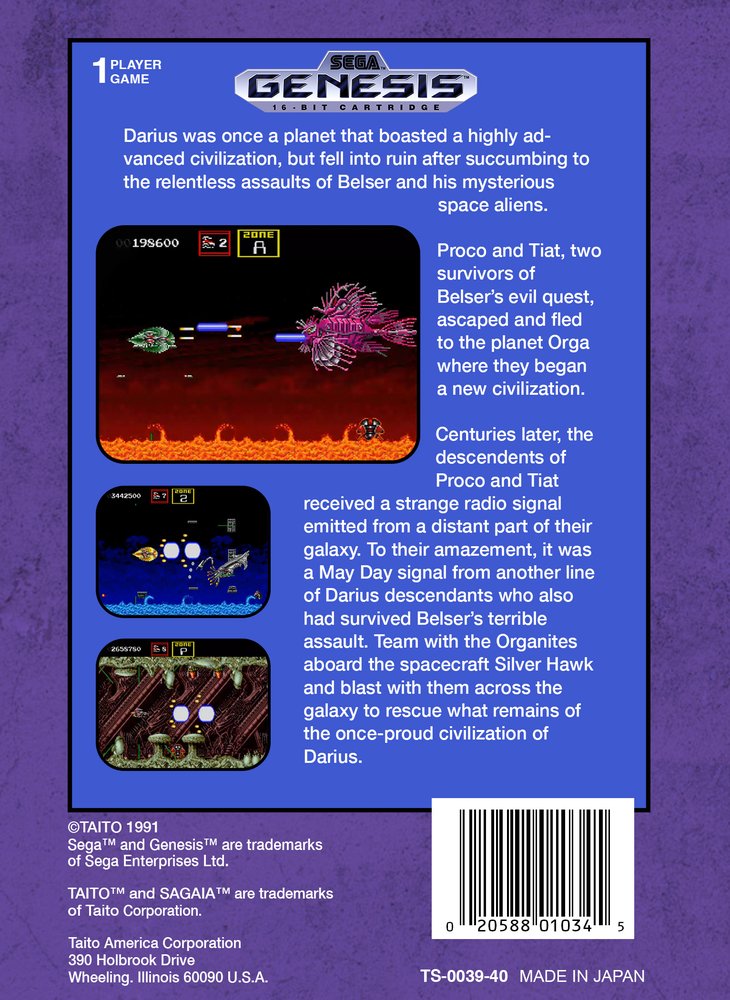 1 PLAYER
GAME
SEGA
GENESIS™
16-BIT CARTRIDGE
Darius was once a planet that boasted a highly ad-
vanced civilization, but fell into ruin after succumbing to
the relentless assaults of Belser and his mysterious
space aliens.
00198600
2
ZONE
A
Proco and Tiat, two
survivors of
Belser's evil quest,
ascaped and fled
to the planet Orga
where they began
a new civilization.
Centuries later, the
descendents of
Proco and Tiat
received a strange radio signal
emitted from a distant part of their
galaxy. To their amazement, it was
a May Day signal from another line
of Darius descendants who also
had survived Belser's terrible
assault. Team with the Organites
aboard the spacecraft Silver Hawk
and blast with them across the
galaxy to rescue what remains of
the once-proud civilization of
Darius.
3442500
7
ZONE
Z
2658780
8
ZONE
P
©TAITO 1991
Sega™ and Genesis™ are trademarks
of Sega Enterprises Ltd.
TAITO™ and SAGAIA™ are trademarks
of Taito Corporation.
Taito America Corporation
390 Holbrook Drive
Wheeling. Illinois 60090 U.S.A.
0 20588 01034 5
TS-0039-40 MADE IN JAPAN